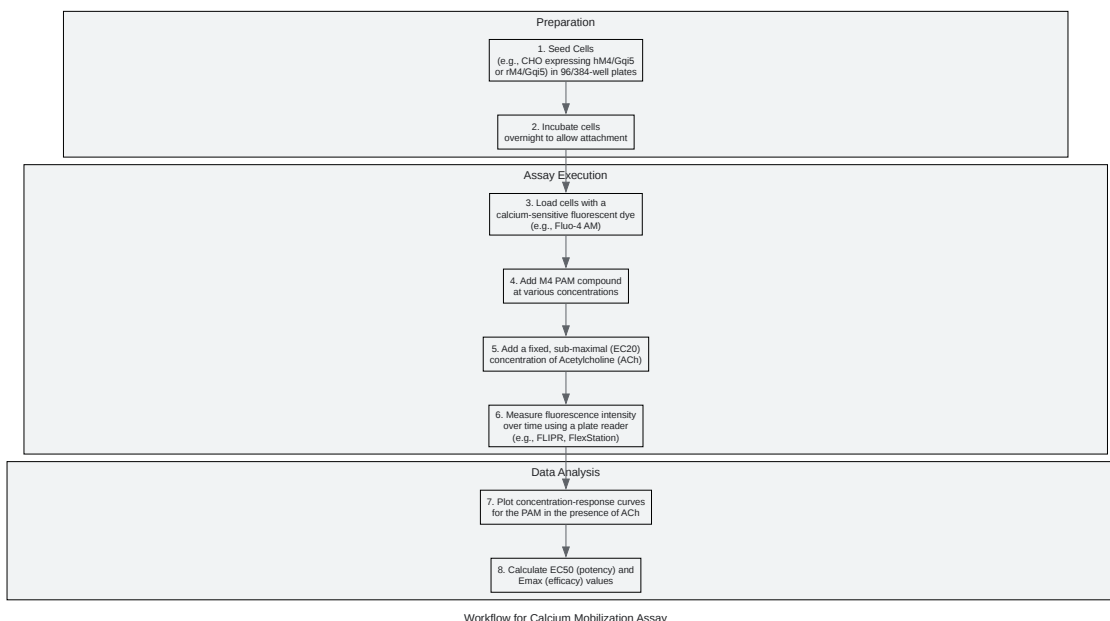 Preparation
1. Seed Cells
(e.g., CHO expressing hM4/Gqi5
or rM4/Gqi5) in 96/384-well plates
2. Incubate cells
overnight to allow attachment
Assay Execution
3. Load cells with a
calcium-sensitive fluorescent dye
(e.g., Fluo-4 AM)
4. Add M4 PAM compound
at various concentrations
5. Add a fixed, sub-maximal (EC20)
concentration of Acetylcholine (ACh)
6. Measure fluorescence intensity
over time using a plate reader
(e.g., FLIPR, FlexStation)
Data Analysis
7. Plot concentration-response curves
for the PAM in the presence of ACh
8. Calculate EC50 (potency) and
Emax (efficacy) values
Workflow for Calcium Mobilization Assay